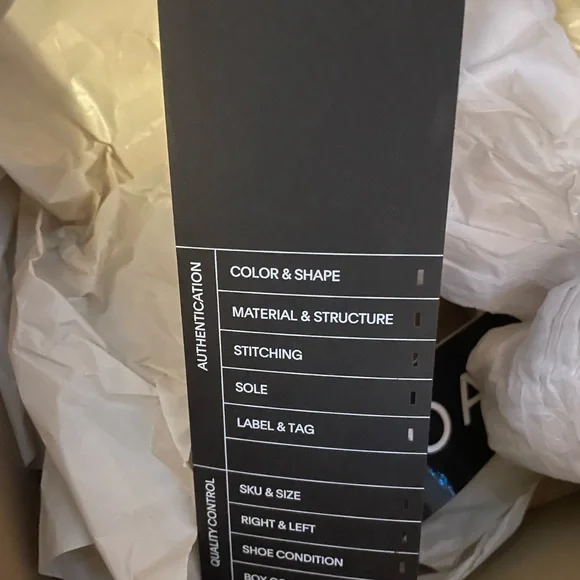 AUTHENTICATION
COLOR & SHAPE
MATERIAL & STRUCTURE
STITCHING
SOLE
LABEL & TAG
QUALITY CONTROL
SKU & SIZE
RIGHT & LEFT
SHOE CONDITION